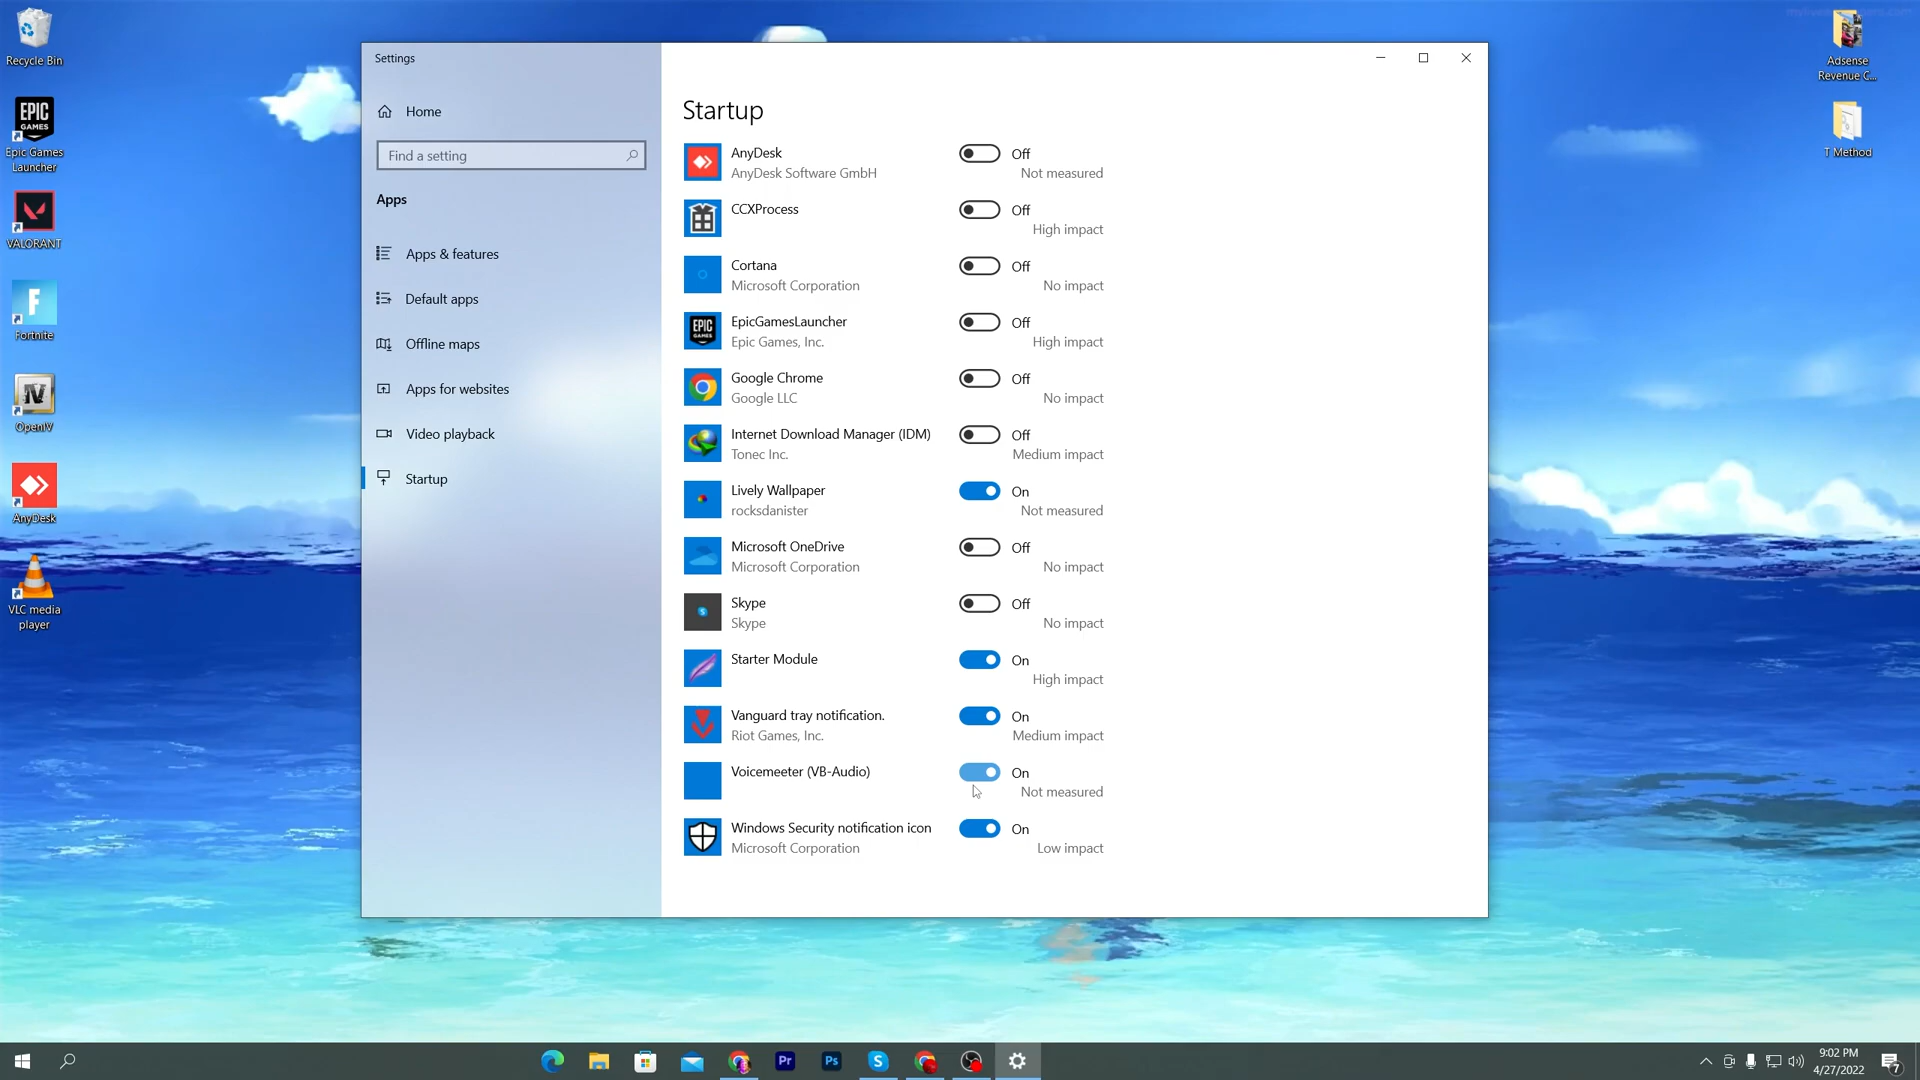 Recycle Bin
EPIC
GAMES
Epic Games
Launcher
VALORANT
Fortnite
IV
OpenIV
AnyDesk
VLC media
player
Adsense
Revenue C...
T Method
Settings
Home
Find a setting
Apps
Apps & features
Default apps
Offline maps
Apps for websites
Video playback
Startup
Startup
AnyDesk
Off
AnyDesk Software GmbH
Not measured
CCXProcess
Off
High impact
Cortana
Off
Microsoft Corporation
No impact
EPIC
GAMES
EpicGamesLauncher
Off
Epic Games, Inc.
High impact
Google Chrome
Off
Google LLC
No impact
Internet Download Manager (IDM)
Off
Tonec Inc.
Medium impact
Lively Wallpaper
On
rocksdanister
Not measured
Microsoft OneDrive
Off
Microsoft Corporation
No impact
Skype
Off
Skype
No impact
Starter Module
On
High impact
Vanguard tray notification.
On
Riot Games, Inc.
Medium impact
Voicemeeter (VB-Audio)
On
Not measured
Windows Security notification icon
On
Microsoft Corporation
Low impact
Pr
Ps
9:02 PM
4/27/2022
7